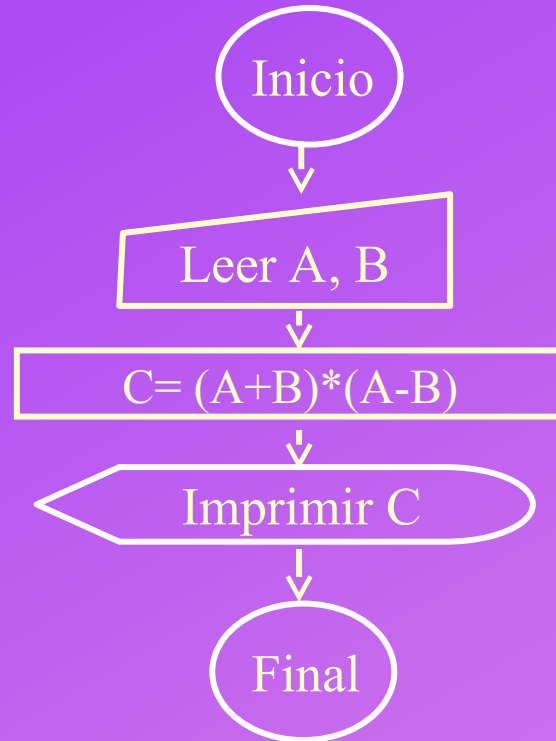 Inicio
Leer A, B
C= (A+B)*(A-B)
Imprimir C
Final